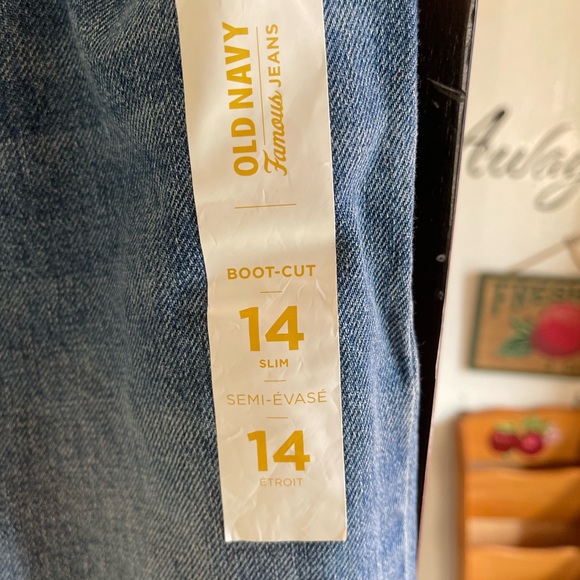 OLD NAVY
Famous JEANS
BOOT-CUT
14
SLIM
SEMI-ÉVASÉ
14
ÉTROIT